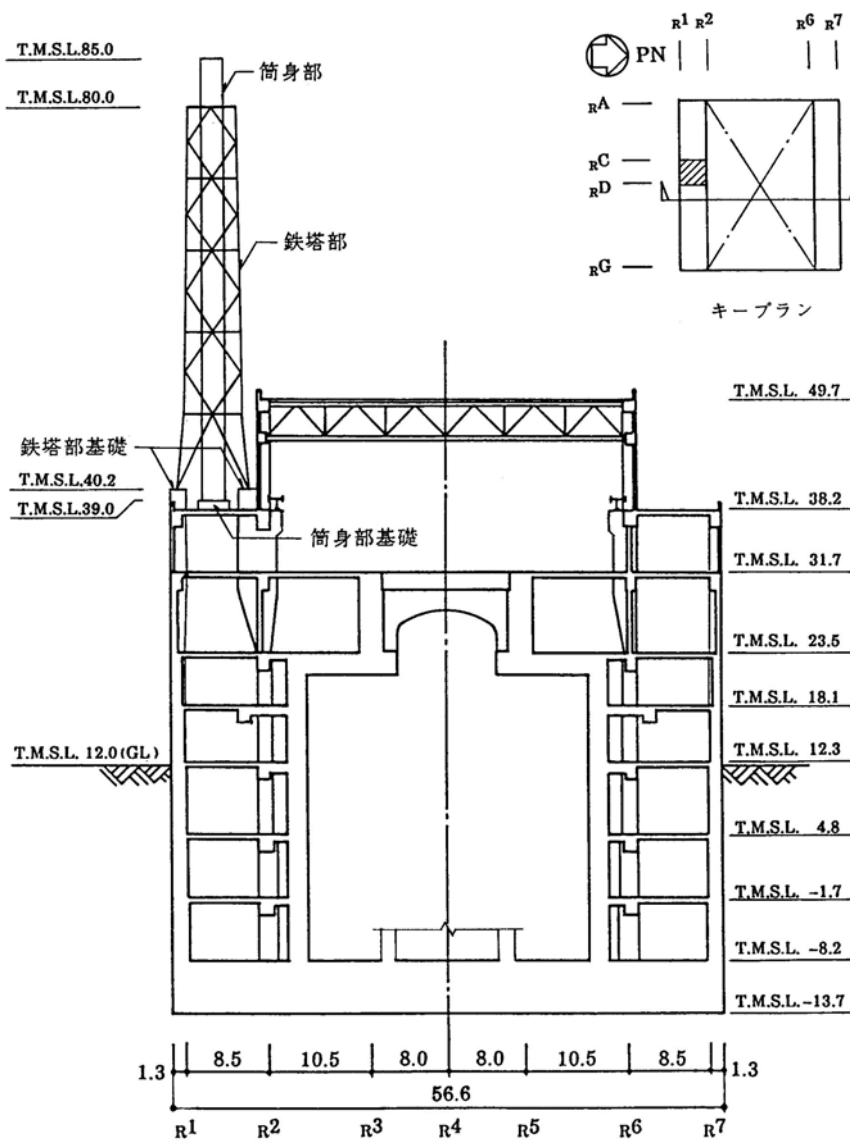 T.M.S.L.85.0
筒身部
T.M.S.L.80.0
鉄塔部
R1 R2 R6 R7
PN
RA
RC
RD
RG
キープラン
T.M.S.L. 49.7
鉄塔部基礎
T.M.S.L.40.2
T.M.S.L.39.0
筒身部基礎
T.M.S.L. 38.2
T.M.S.L. 31.7
T.M.S.L. 23.5
T.M.S.L. 18.1
T.M.S.L. 12.0(GL)
T.M.S.L. 12.3
T.M.S.L. 4.8
T.M.S.L. -1.7
T.M.S.L. -8.2
T.M.S.L.-13.7
1.3 8.5 10.5 8.0 8.0 10.5 8.5 1.3
56.6
R1 R2 R3 R4 R5 R6 R7